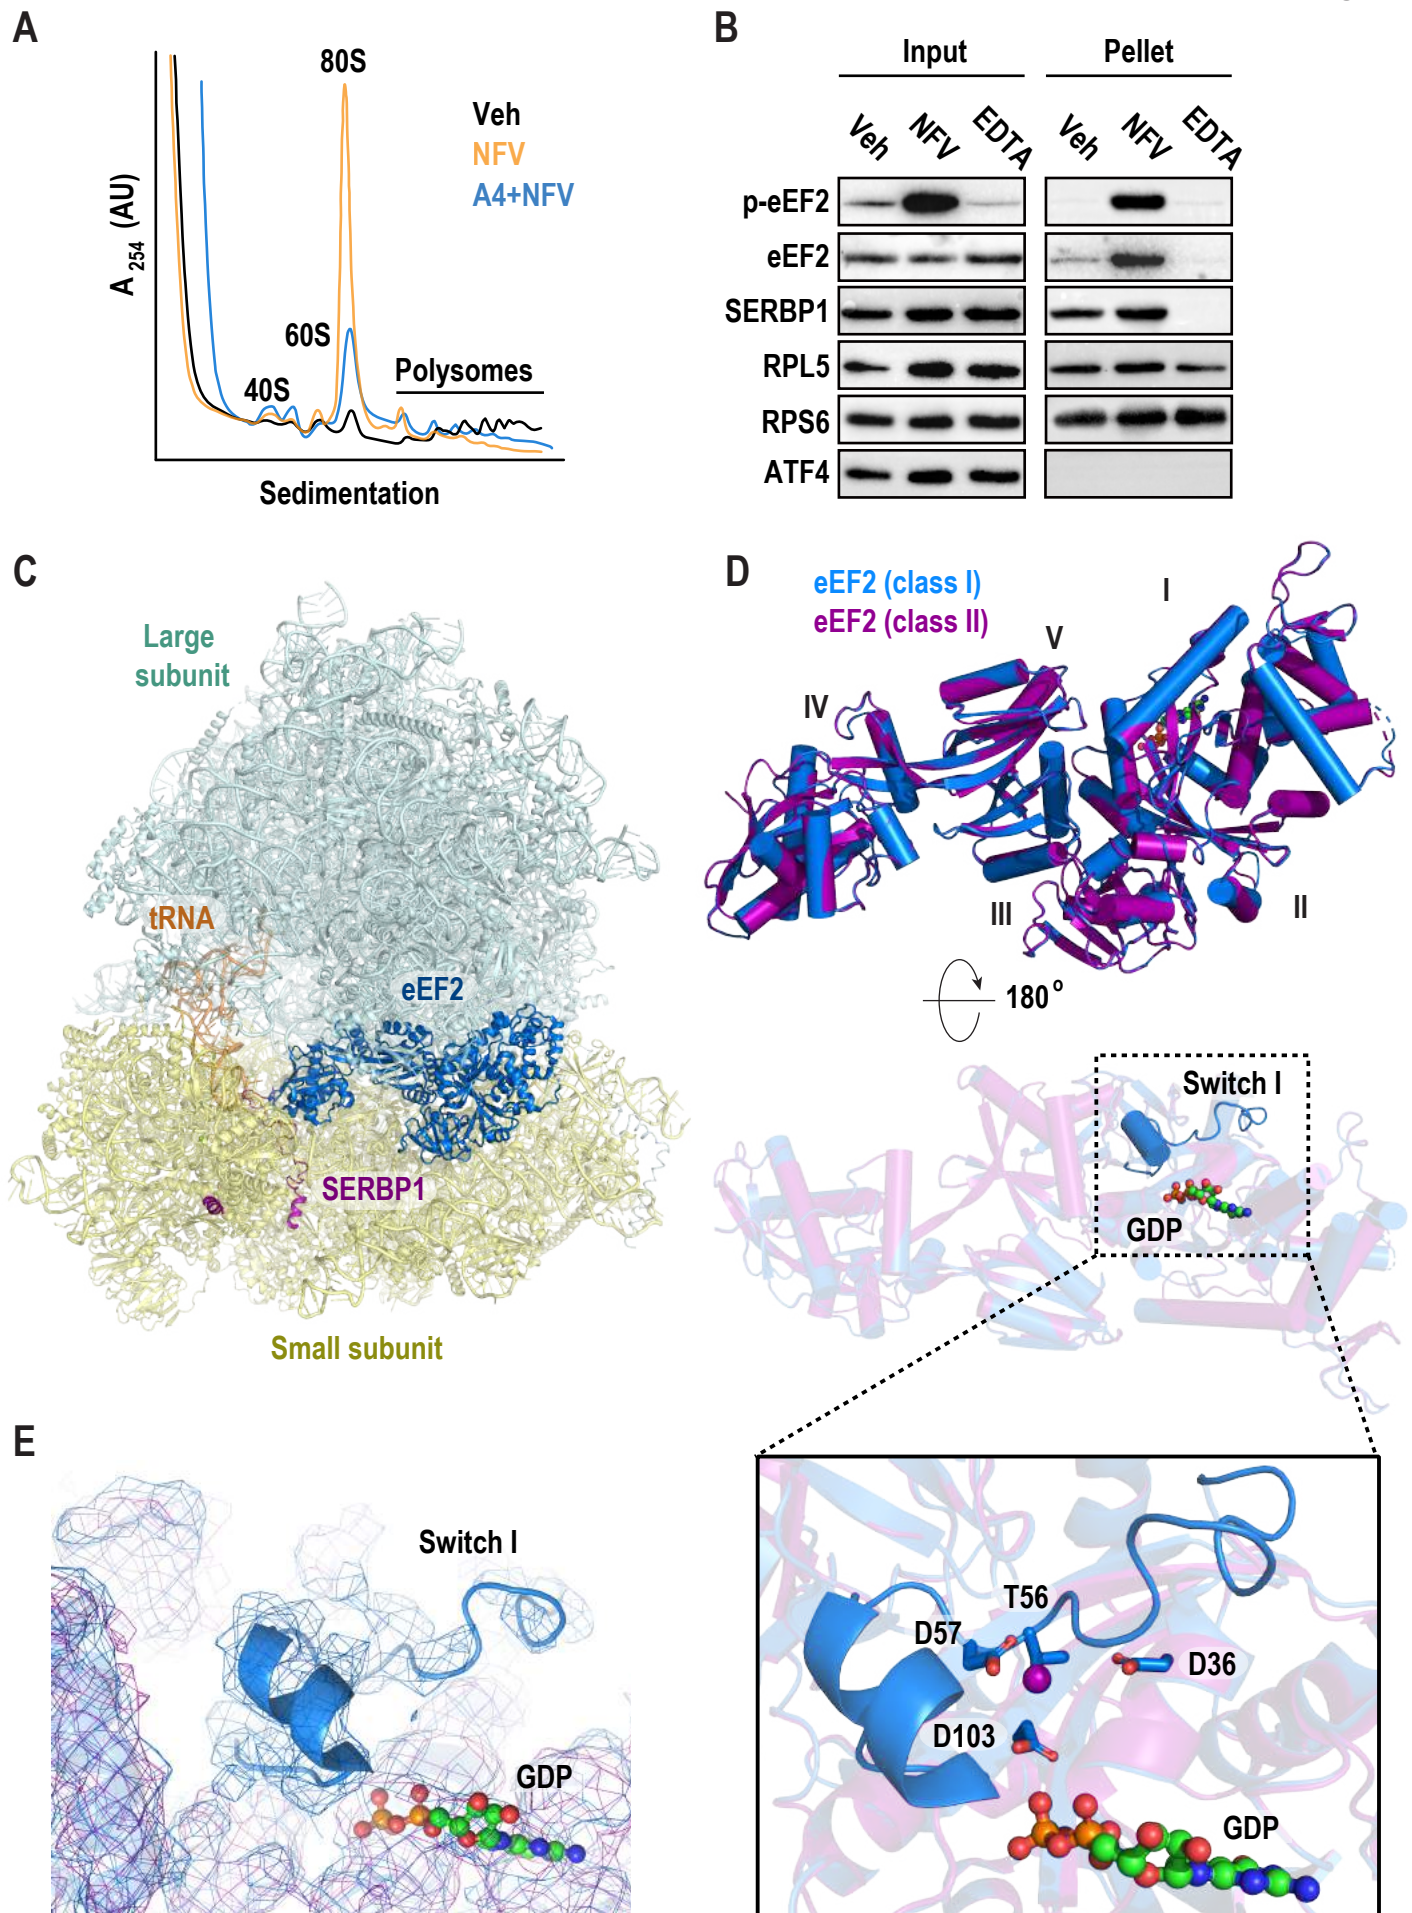 A
80S
Veh
NFV
A4+NFV
A254 (AU)
60S
40S
Polysomes
Sedimentation
B
Input
Pellet
Veh
NFV
EDTA
Veh
NFV
EDTA
p-eEF2
eEF2
SERBP1
RPL5
RPS6
ATF4
C
Large
subunit
tRNA
eEF2
SERBP1
Small subunit
D
eEF2 (class I)
eEF2 (class II)
I
V
IV
III
II
180°
Switch I
GDP
T56
D57
D36
D103
GDP
E
Switch I
GDP